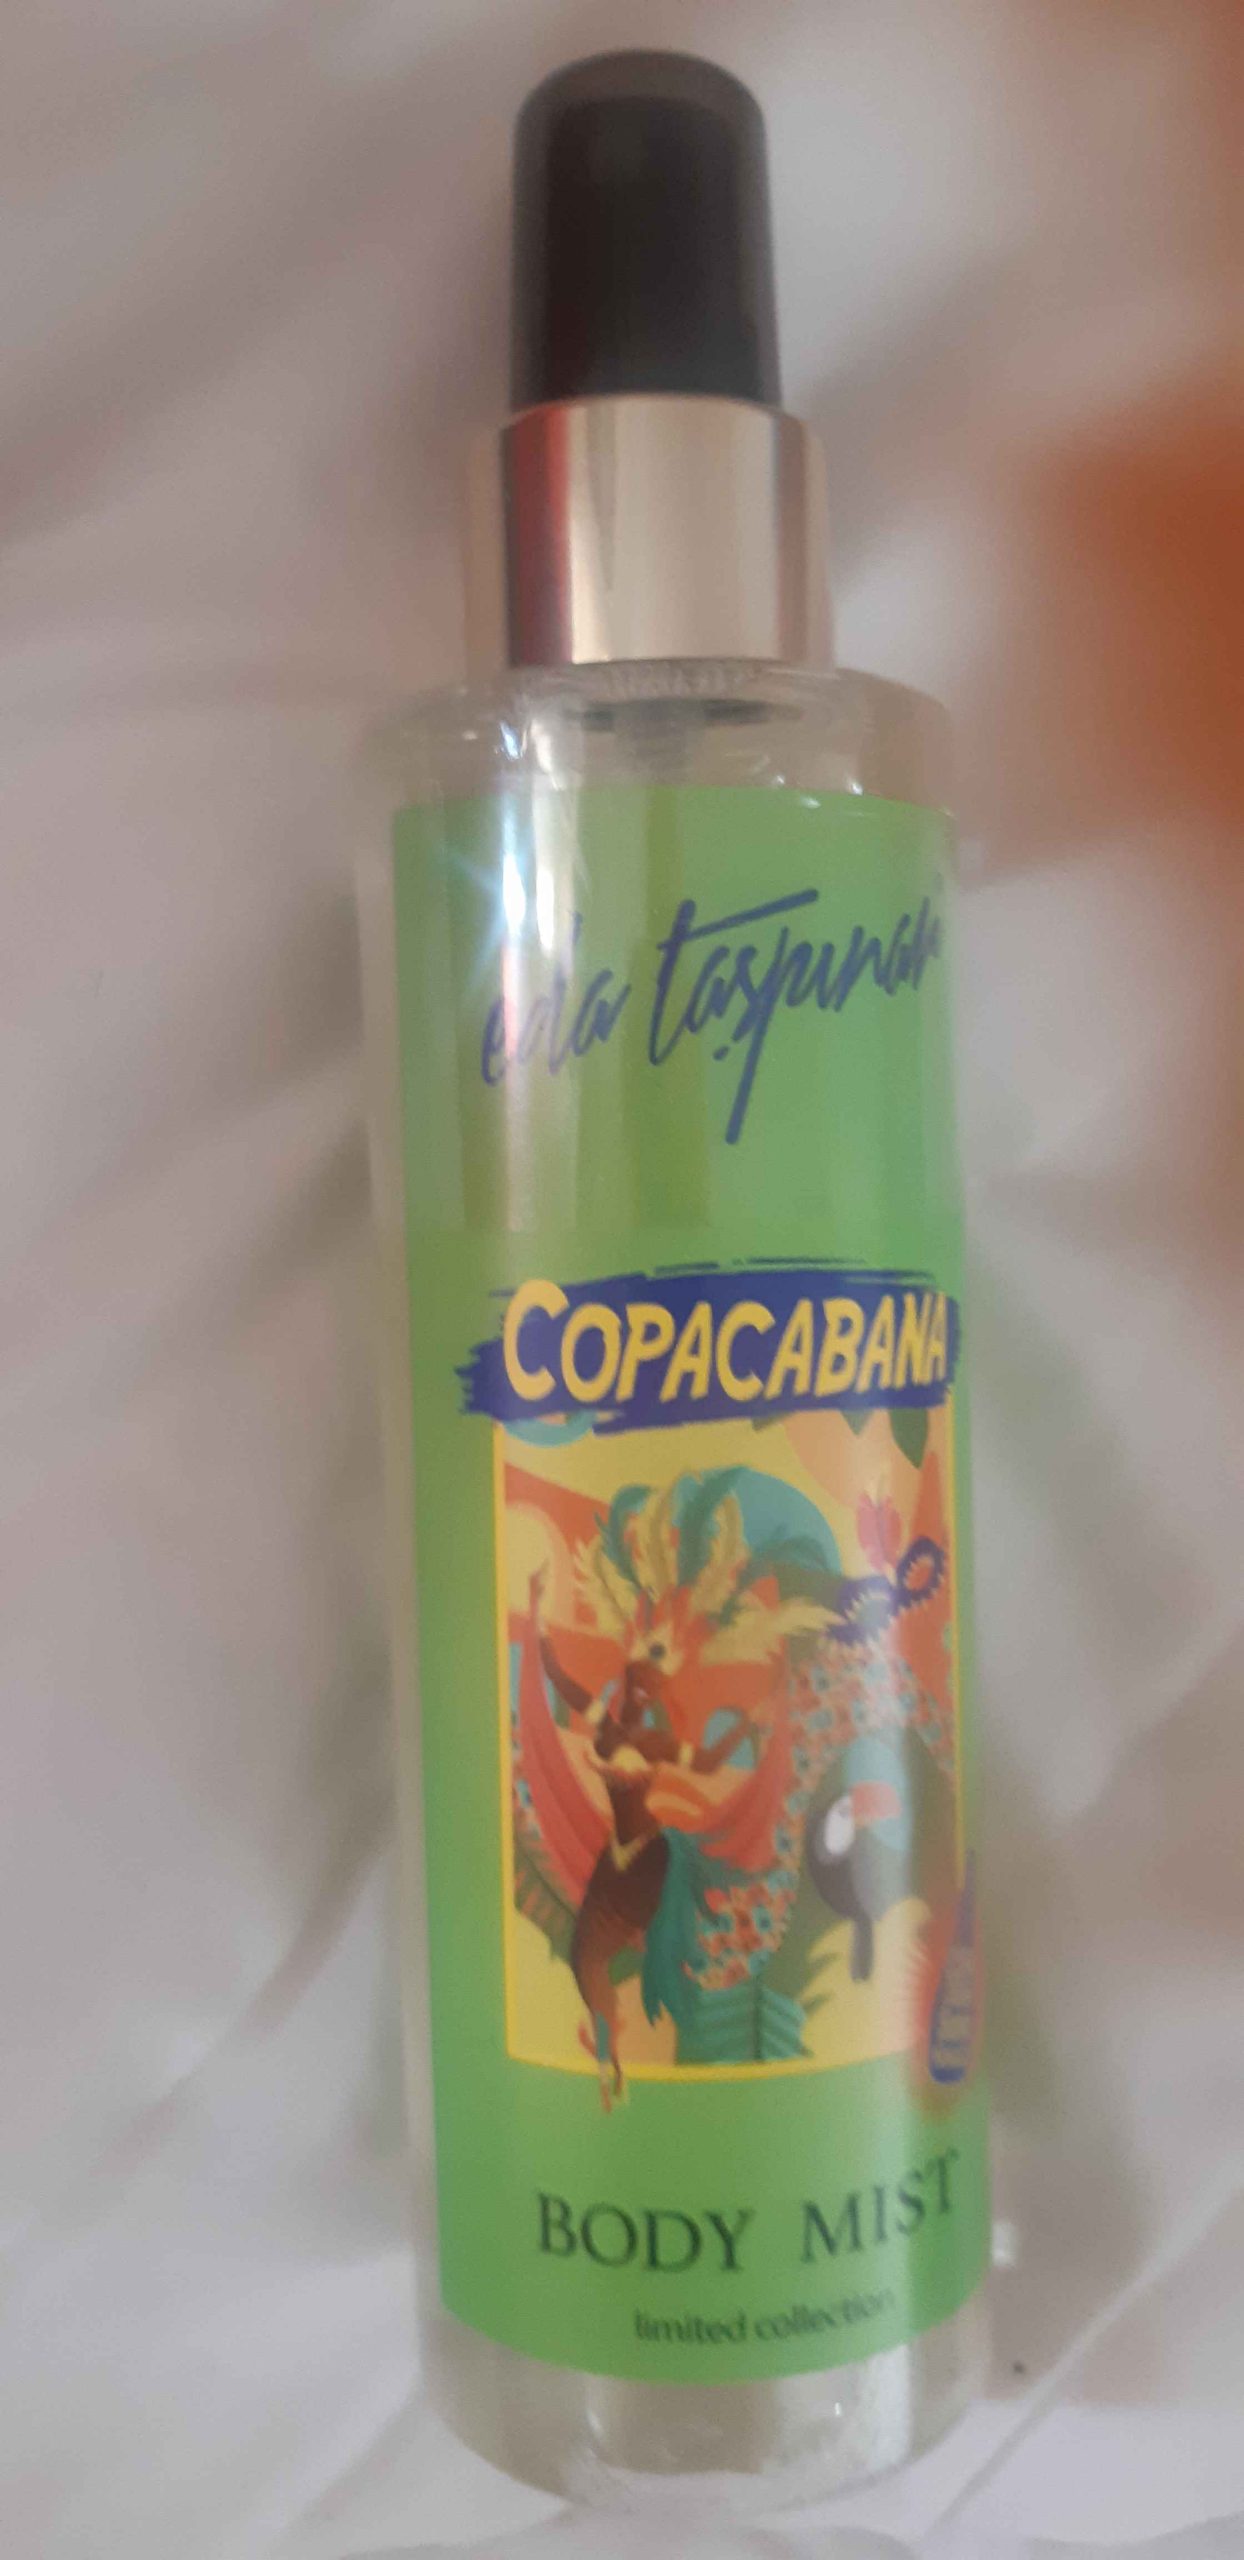 eda taşpınar
COPACABANA
BODY MIST
limited collection